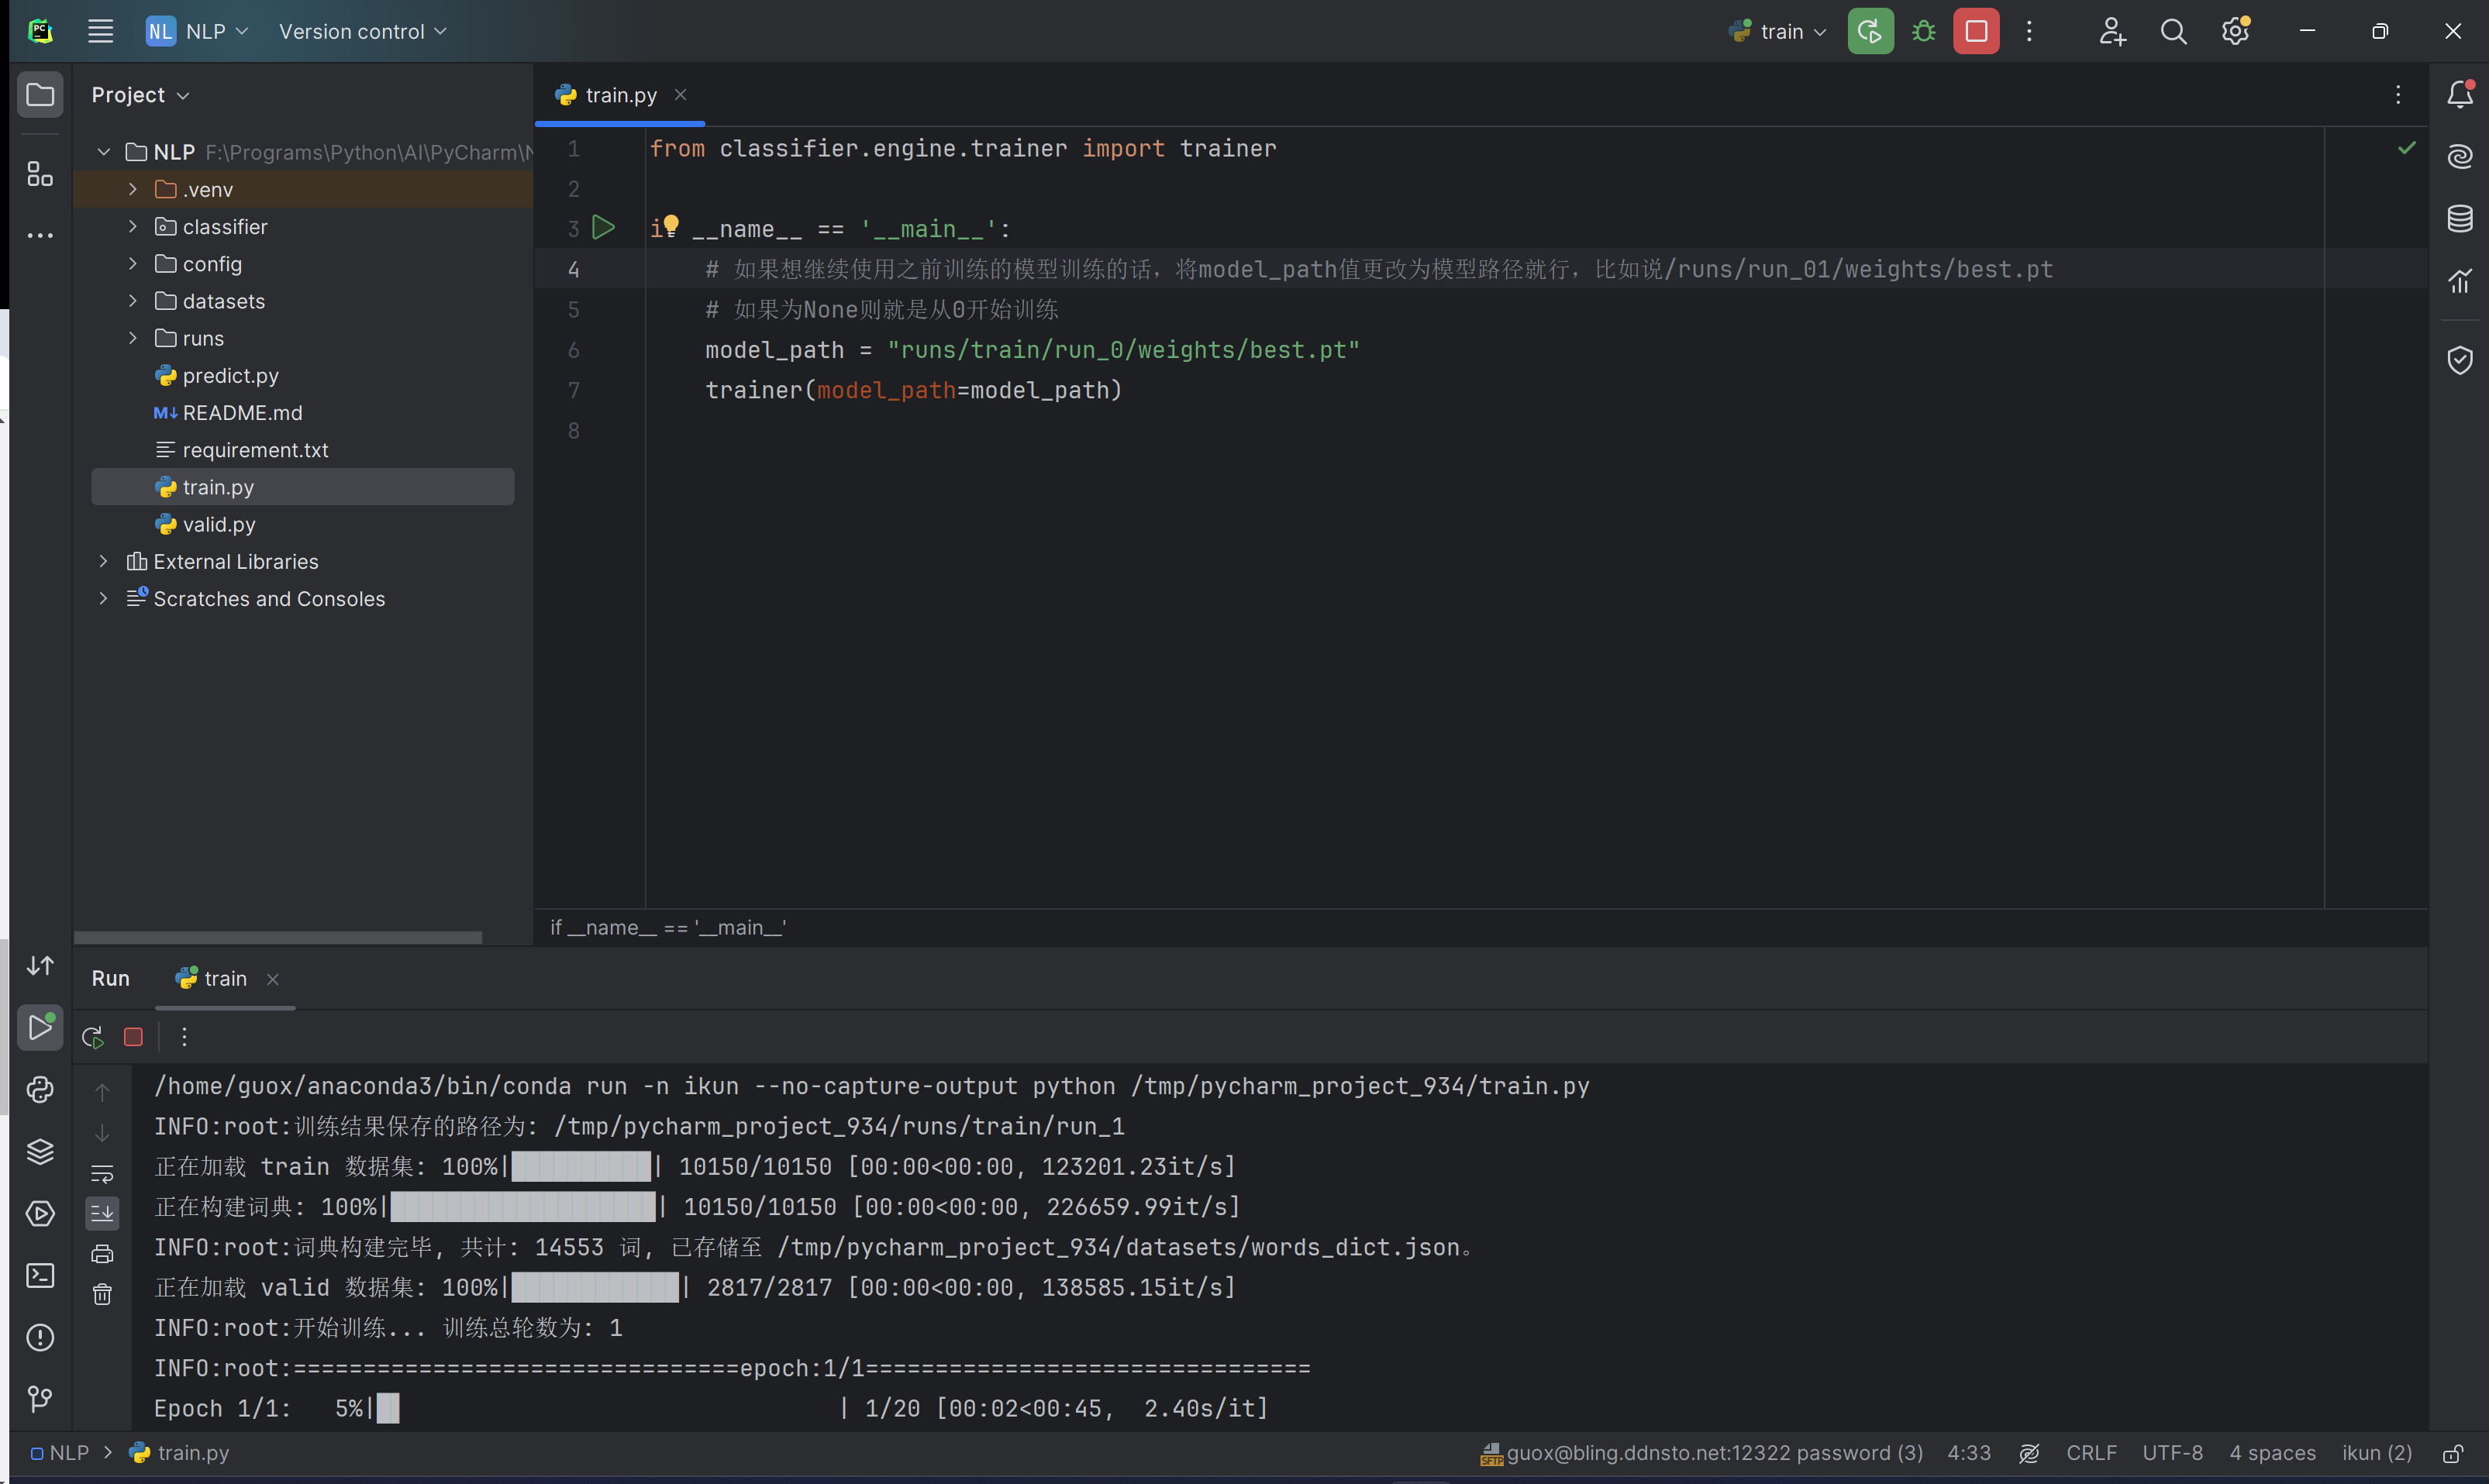 NL NLP
Version control
train
Project
NLP F:\Programs\Python\AI\PyCharm\
.venv
classifier
config
datasets
runs
predict.py
README.md
requirement.txt
train.py
valid.py
External Libraries
Scratches and Consoles
train.py
1 from classifier.engine.trainer import trainer
2
3 i __name__ == '__main__':
4 # 如果想继续使用之前训练的模型训练的话，将model_path值更改为模型路径就行，比如说/runs/run_01/weights/best.pt
5 # 如果为None则就是从0开始训练
6 model_path = "runs/train/run_0/weights/best.pt"
7 trainer(model_path=model_path)
8
if __name__ == '__main__'
Run
train
/home/guox/anaconda3/bin/conda run -n ikun --no-capture-output python /tmp/pycharm_project_934/train.py
INFO:root:训练结果保存的路径为: /tmp/pycharm_project_934/runs/train/run_1
正在加载 train 数据集: 100%|██████████| 10150/10150 [00:00<00:00, 123201.23it/s]
正在构建词典: 100%|███████████████████| 10150/10150 [00:00<00:00, 226659.99it/s]
INFO:root:词典构建完毕, 共计: 14553 词, 已存储至 /tmp/pycharm_project_934/datasets/words_dict.json。
正在加载 valid 数据集: 100%|████████████| 2817/2817 [00:00<00:00, 138585.15it/s]
INFO:root:开始训练... 训练总轮数为: 1
INFO:root:================================epoch:1/1================================
Epoch 1/1:   5%|█▌                                | 1/20 [00:02<00:45,  2.40s/it]
NLP > train.py
SFTP guox@bling.ddnsto.net:12322 password (3)
4:33
CRLF
UTF-8
4 spaces
ikun (2)